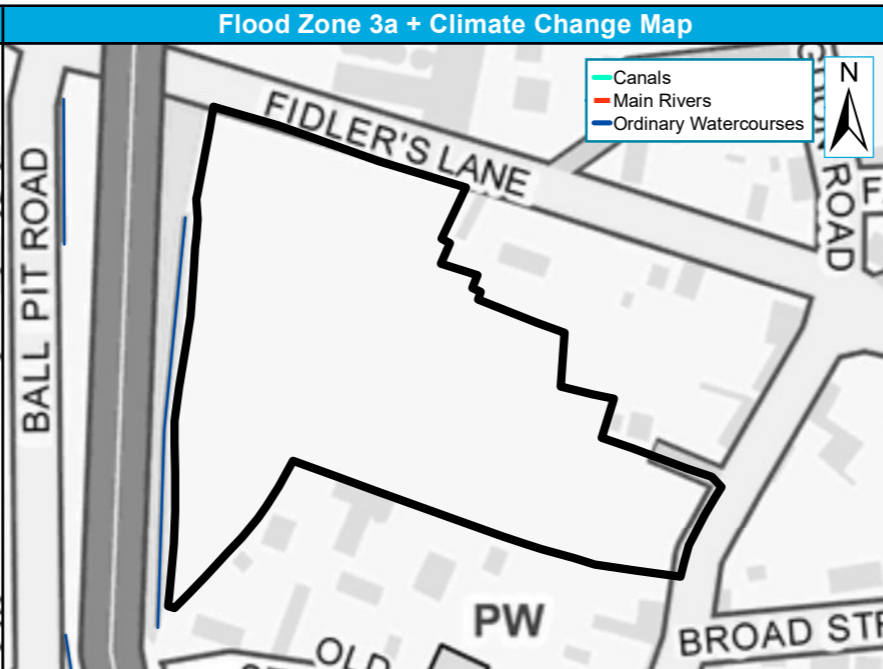 Flood Zone 3a + Climate Change Map
Canals
Main Rivers
Ordinary Watercourses
N
FIDLER'S LANE
ROAD
BALL PIT ROAD
PW
OLD
BROAD STR